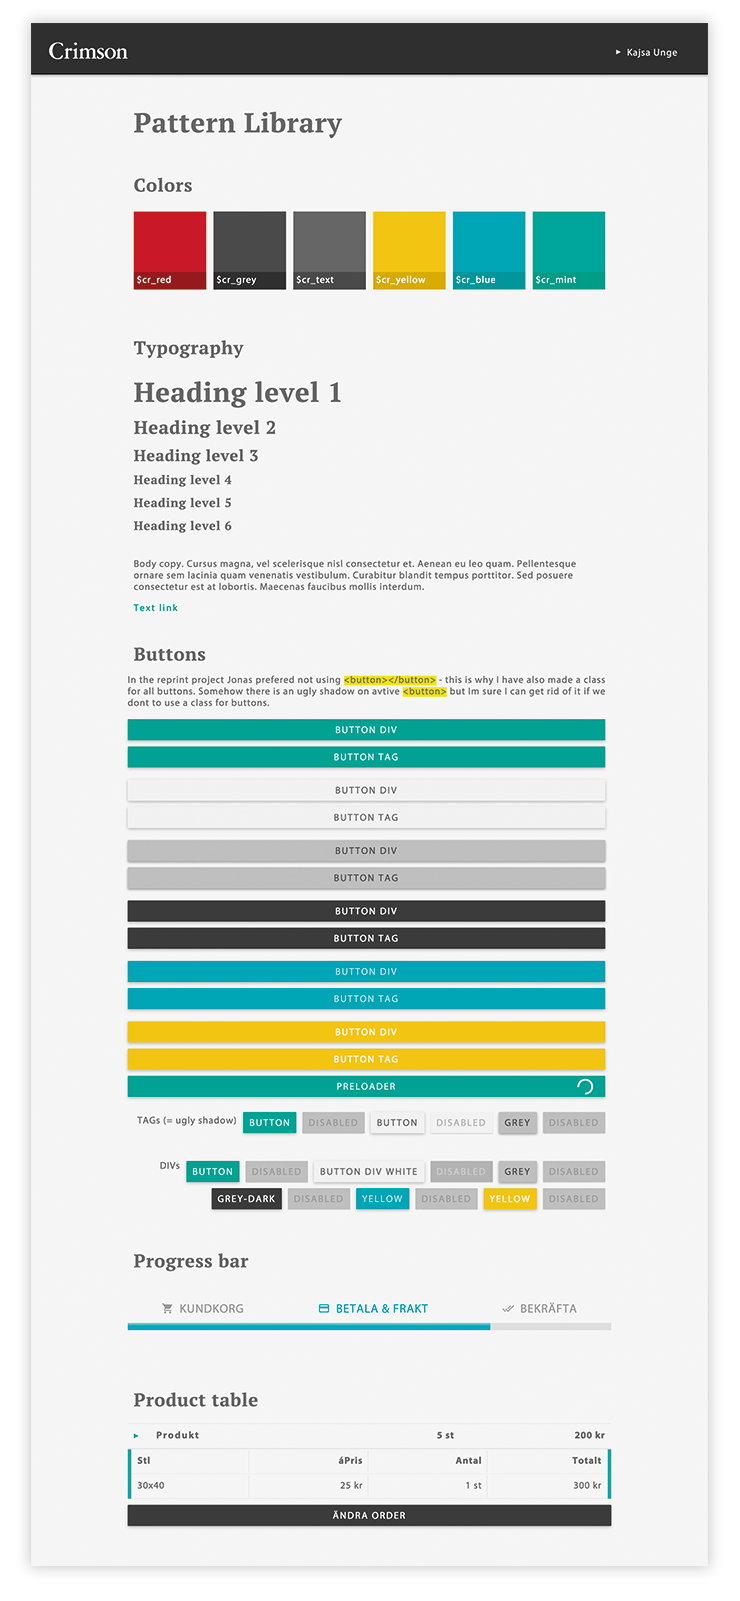 Crimson
Kajsa Unge
Pattern Library
Colors
$cr_red $cr_grey $cr_text $cr_yellow $cr_blue $cr_mint
Typography
Heading level 1
Heading level 2
Heading level 3
Heading level 4
Heading level 5
Heading level 6
Body copy. Cursus magna, vel scelerisque nisl consectetur et. Aenean eu leo quam. Pellentesque
ornare sem lacinia quam venenatis vestibulum. Curabitur blandit tempus porttitor. Sed posuere
consectetur est at lobortis. Maecenas faucibus mollis interdum.
Text link
Buttons
In the reprint project Jonas prefered not using <button></button> - this is why I have also made a class
for all buttons. Somehow there is an ugly shadow on avtive <button> but Im sure I can get rid of it if we
dont to use a class for buttons.
BUTTON DIV
BUTTON TAG
BUTTON DIV
BUTTON TAG
BUTTON DIV
BUTTON TAG
BUTTON DIV
BUTTON TAG
BUTTON DIV
BUTTON TAG
BUTTON DIV
BUTTON TAG
PRELOADER
TAGs (= ugly shadow) BUTTON DISABLED BUTTON DISABLED GREY DISABLED
DIVs BUTTON DISABLED BUTTON DIV WHITE DISABLED GREY DISABLED
GREY-DARK DISABLED YELLOW DISABLED YELLOW DISABLED
Progress bar
KUNDKORG BETALA & FRAKT BEKRÄFTA
Product table
Produkt 5 st 200 kr
Stl áPris Antal Totalt
30x40 25 kr 1 st 300 kr
ÄNDRA ORDER